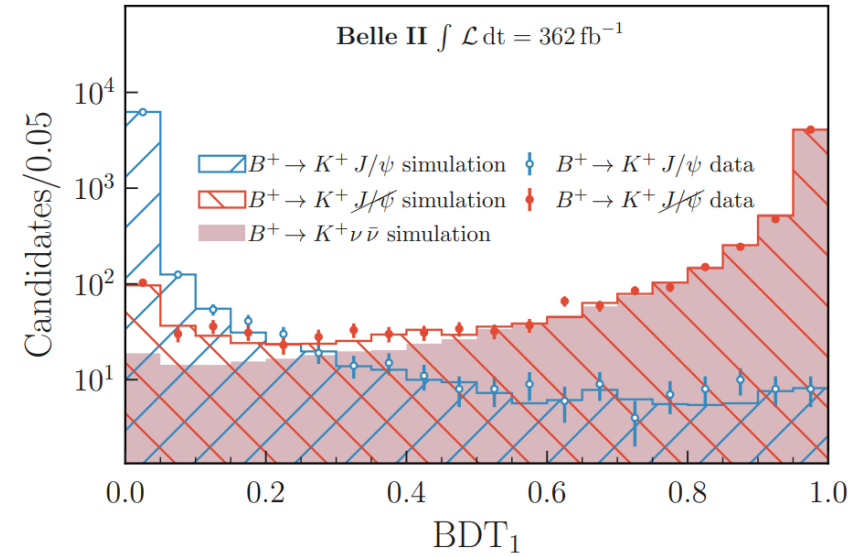 Belle II ∫ ℒ dt = 362 fb⁻¹
Candidates/0.05
10⁴
10³
10²
10¹
B⁺ → K⁺ J/ψ simulation
B⁺ → K⁺ J/ψ data
B⁺ → K⁺ J/ψ simulation
B⁺ → K⁺ J/ψ data
B⁺ → K⁺ν ν̄ simulation
0.0 0.2 0.4 0.6 0.8 1.0
BDT₁